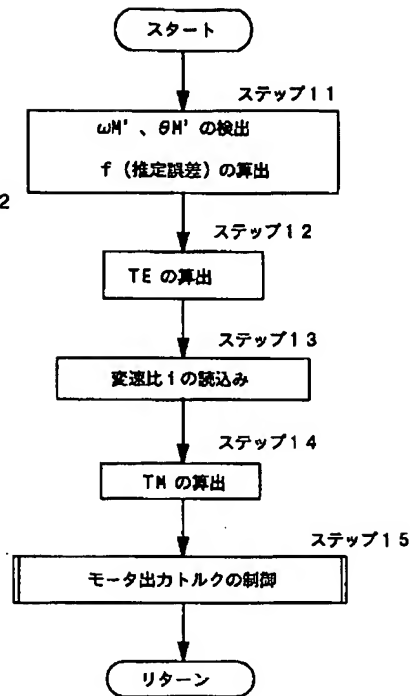 スタート
ステップ11
ωM'、θM' の検出
f (推定誤差) の算出
2
ステップ12
TE の算出
ステップ13
変速比iの読込み
ステップ14
TM の算出
ステップ15
モータ出力トルクの制御
リターン